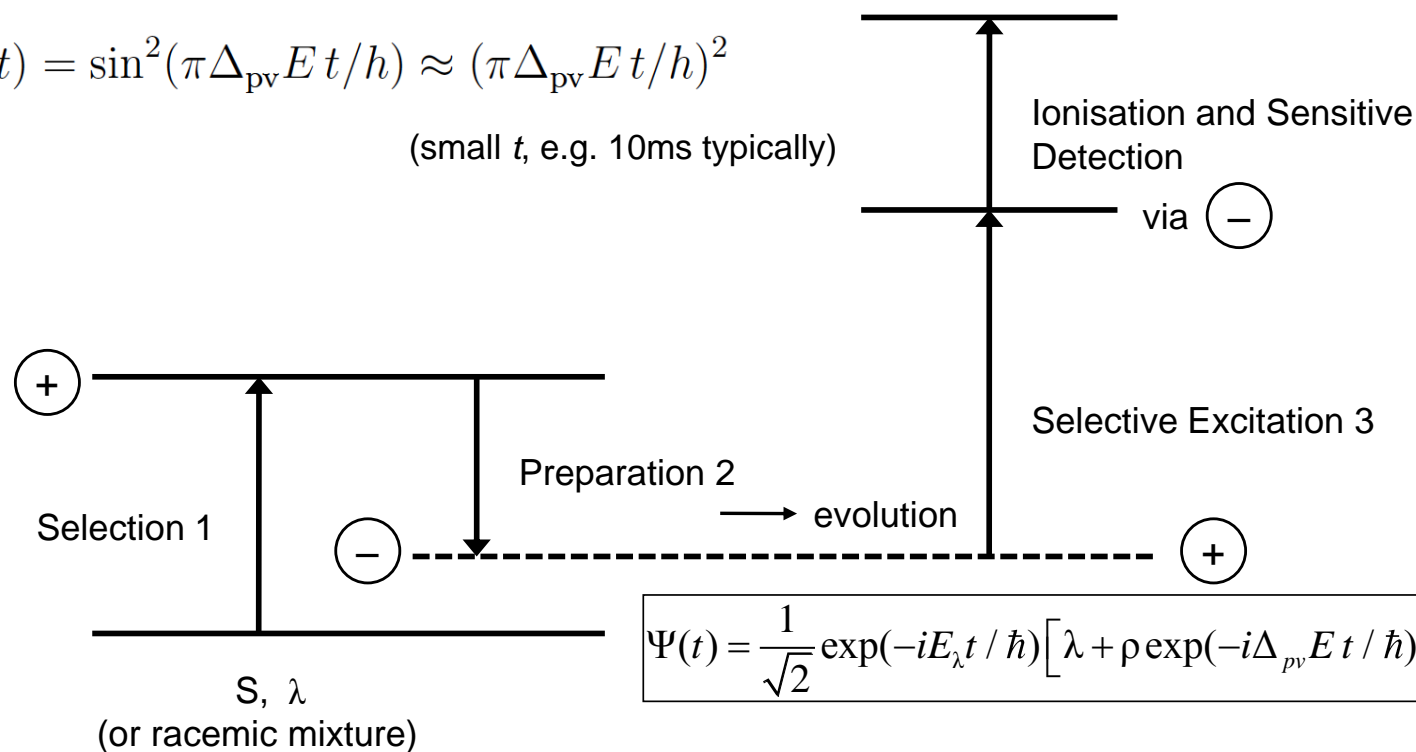 t) = sin²(πΔ_pv E t/h) ≈ (πΔ_pv E t/h)²
(small t, e.g. 10ms typically)
Ionisation and Sensitive
Detection
via −
+
Selective Excitation 3
Preparation 2
Selection 1
evolution
−
+
Ψ(t) = 1/√2 exp(−iE_λ t / ħ)[λ + ρ exp(−iΔ_pv E t / ħ)
S, λ
(or racemic mixture)